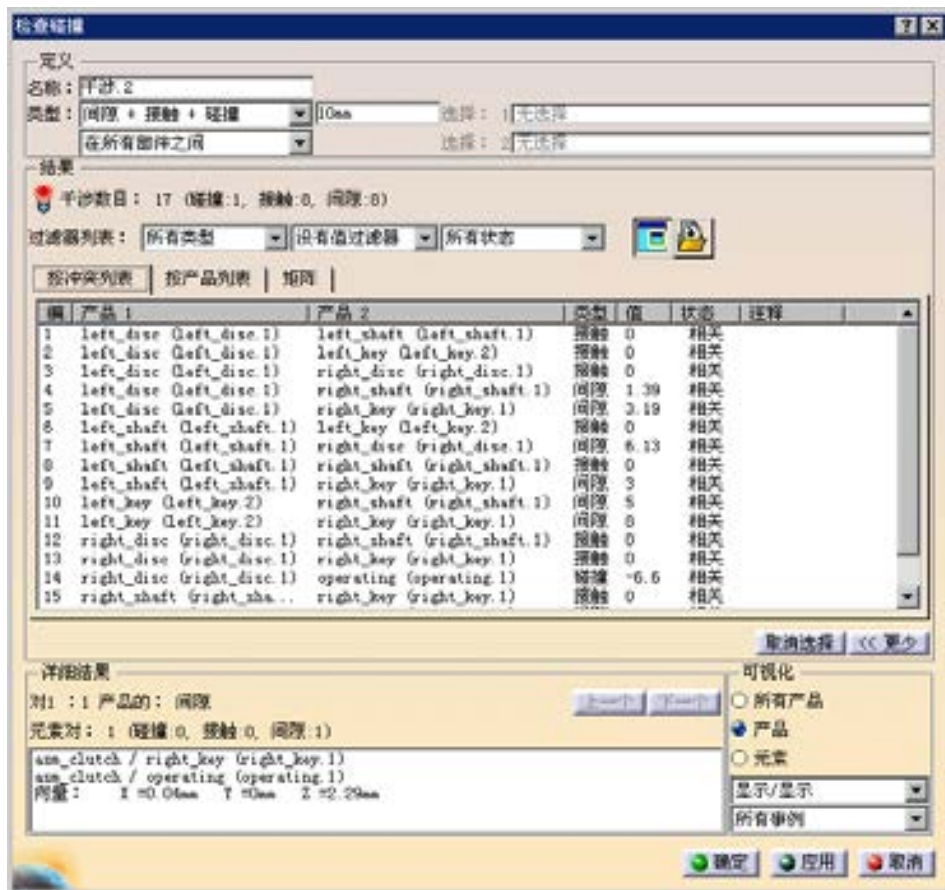 检查碰撞
定义
名称：干涉.2
类型：间隙 + 接触 + 碰撞 10mm 选择：1 无选择
在所有部件之间 选择：2 无选择
结果
干涉数目：17 (碰撞:1, 接触:8, 间隙:8)
过滤器列表：所有类型 没有值过滤器 所有状态
按冲突列表 按产品列表 矩阵
编 产品 1 产品 2 类型 值 状态 注释
1 left_disc (left_disc.1) left_shaft (left_shaft.1) 接触 0 相关
2 left_disc (left_disc.1) left_key (left_key.2) 接触 0 相关
3 left_disc (left_disc.1) right_disc (right_disc.1) 接触 0 相关
4 left_disc (left_disc.1) right_shaft (right_shaft.1) 间隙 1.39 相关
5 left_disc (left_disc.1) right_key (right_key.1) 间隙 3.19 相关
6 left_shaft (left_shaft.1) left_key (left_key.2) 接触 0 相关
7 left_shaft (left_shaft.1) right_disc (right_disc.1) 间隙 6.13 相关
8 left_shaft (left_shaft.1) right_shaft (right_shaft.1) 接触 0 相关
9 left_shaft (left_shaft.1) right_key (right_key.1) 间隙 3 相关
10 left_key (left_key.2) right_shaft (right_shaft.1) 间隙 5 相关
11 left_key (left_key.2) right_key (right_key.1) 间隙 8 相关
12 right_disc (right_disc.1) right_shaft (right_shaft.1) 接触 0 相关
13 right_disc (right_disc.1) right_key (right_key.1) 接触 0 相关
14 right_disc (right_disc.1) operating (operating.1) 碰撞 -6.6 相关
15 right_shaft (right_sha... right_key (right_key.1) 接触 0 相关
取消选择 << 更少
详细结果
对1 :1 产品的：间隙
上一个 下一个
元素对：1 (碰撞:0, 接触:0, 间隙:1)
asm_clutch / right_key (right_key.1)
asm_clutch / operating (operating.1)
向量： X =0.04mm Y =0mm Z =2.29mm
可视化
所有产品
产品
元素
显示/显示
所有事例
确定 应用 取消